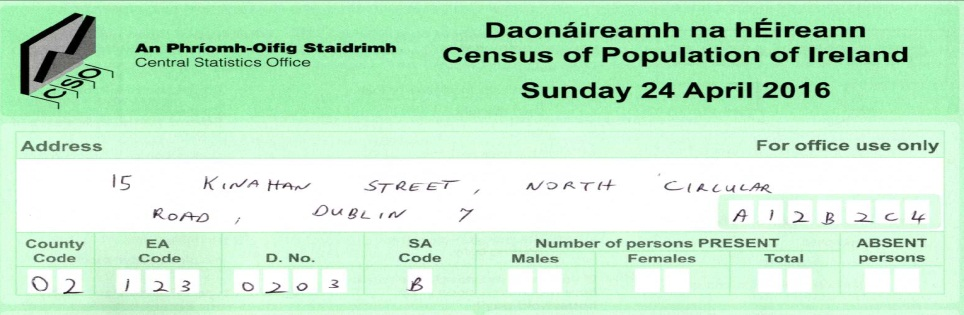 An Phríomh-Oifig Staidrimh
Central Statistics Office
CSO
Daonáireamh na hÉireann
Census of Population of Ireland
Sunday 24 April 2016
Address
For office use only
15 KINAHAN STREET, NORTH CIRCULAR
ROAD, DUBLIN 7
A12B2C4
County Code
EA Code
D. No.
SA Code
Number of persons PRESENT
Males
Females
Total
ABSENT persons
02 123 0203 B